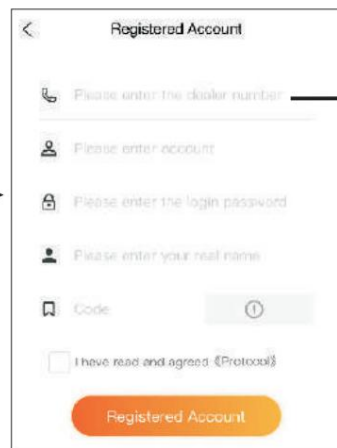 Registered Account
Please enter the dealer number
Please enter account
Please enter the login password
Please enter your real name
Code
I have read and agreed 《Protocol》
Registered Account